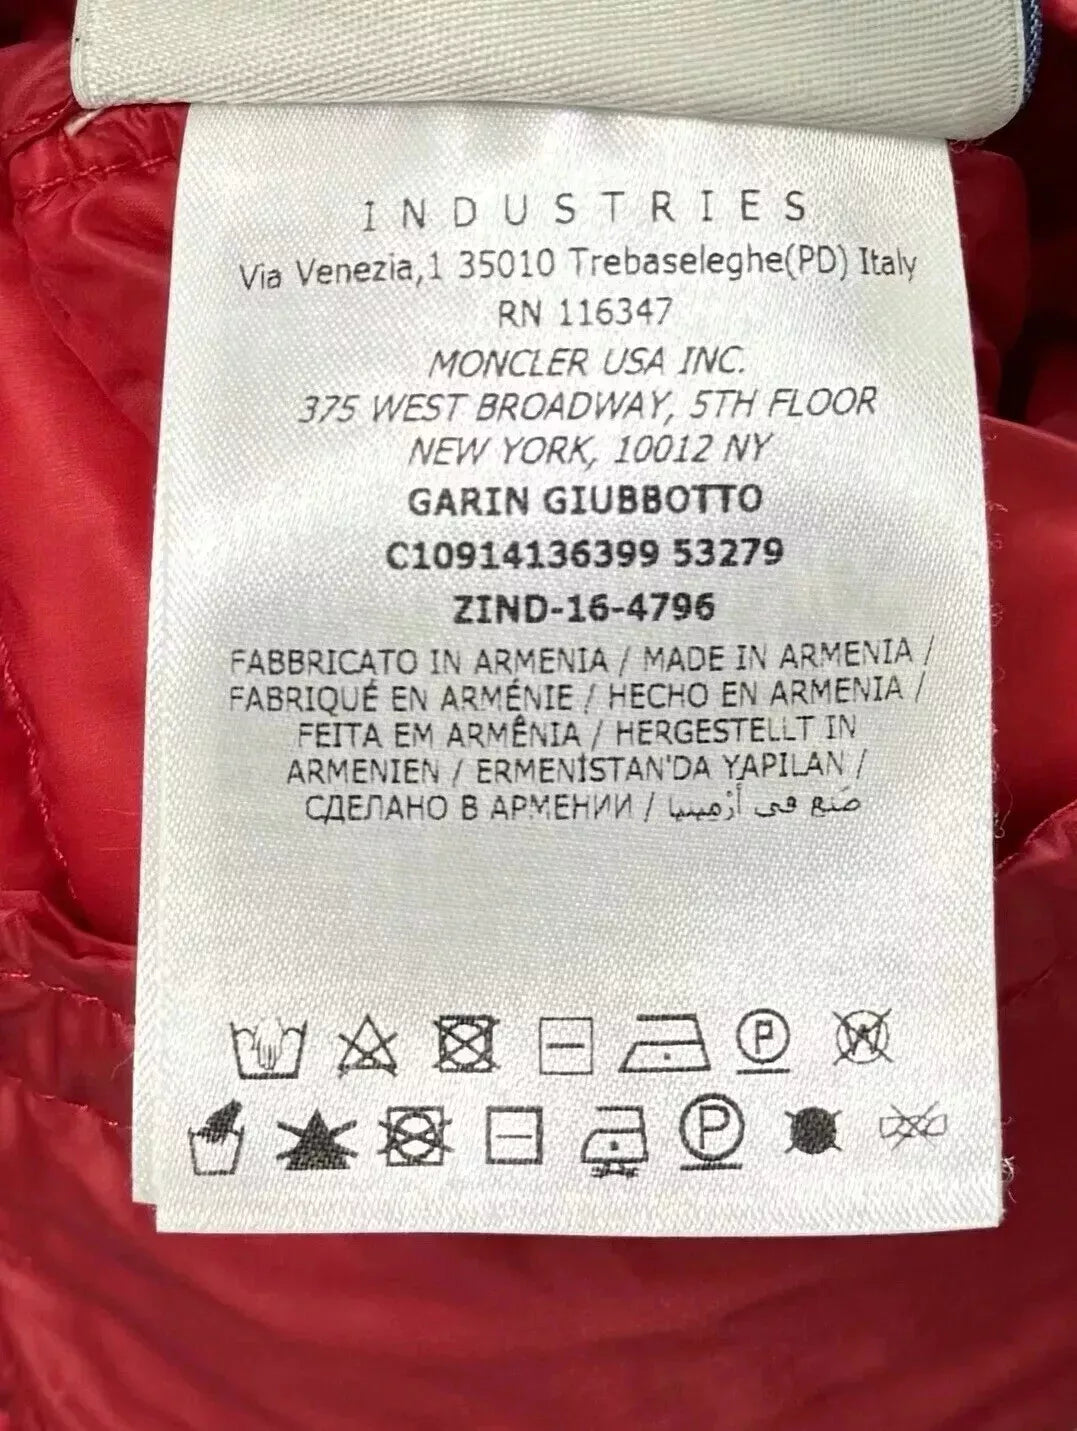 INDUSTRIES
Via Venezia,1 35010 Trebaseleghe(PD) Italy
RN 116347
MONCLER USA INC.
375 WEST BROADWAY, 5TH FLOOR
NEW YORK, 10012 NY
GARIN GIUBBOTTO
C10914136399 53279
ZIND-16-4796
FABBRICATO IN ARMENIA / MADE IN ARMENIA /
FABRIQUÉ EN ARMÉNIE / HECHO EN ARMENIA /
FEITA EM ARMÊNIA / HERGESTELLT IN
ARMENIEN / ERMENİSTAN'DA YAPILAN /
СДЕЛАНО В АРМЕНИИ / صنع في أرمينيا
P W
P